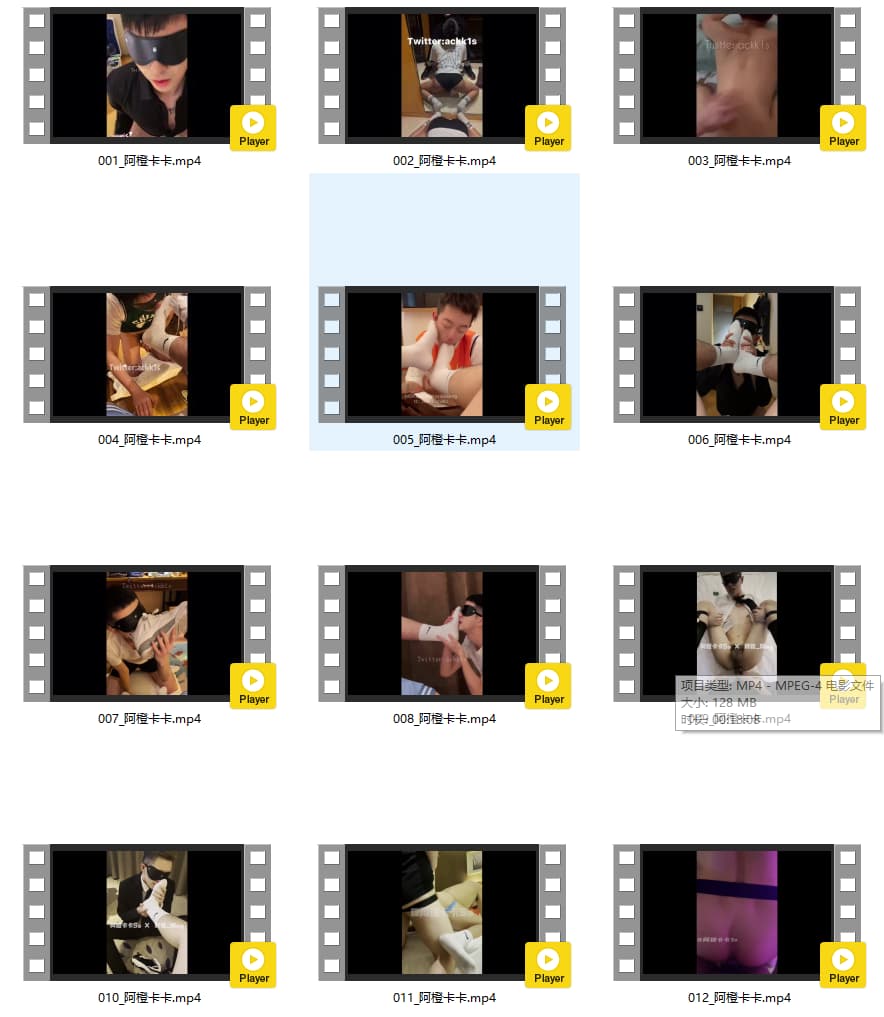 Twitter:ackk1s
Twitter:ackk1s
Player
Player
Player
001_阿橙卡卡.mp4
002_阿橙卡卡.mp4
003_阿橙卡卡.mp4
Twitter:ackk1s
Player
Player
Player
004_阿橙卡卡.mp4
005_阿橙卡卡.mp4
006_阿橙卡卡.mp4
Twitter:ackk1s
Twitter:ackk1s
Player
Player
Player
项目类型: MP4 - MPEG-4 电影文件
大小: 128 MB
时长: 00:18:08
007_阿橙卡卡.mp4
008_阿橙卡卡.mp4
Player
Player
Player
010_阿橙卡卡.mp4
011_阿橙卡卡.mp4
012_阿橙卡卡.mp4